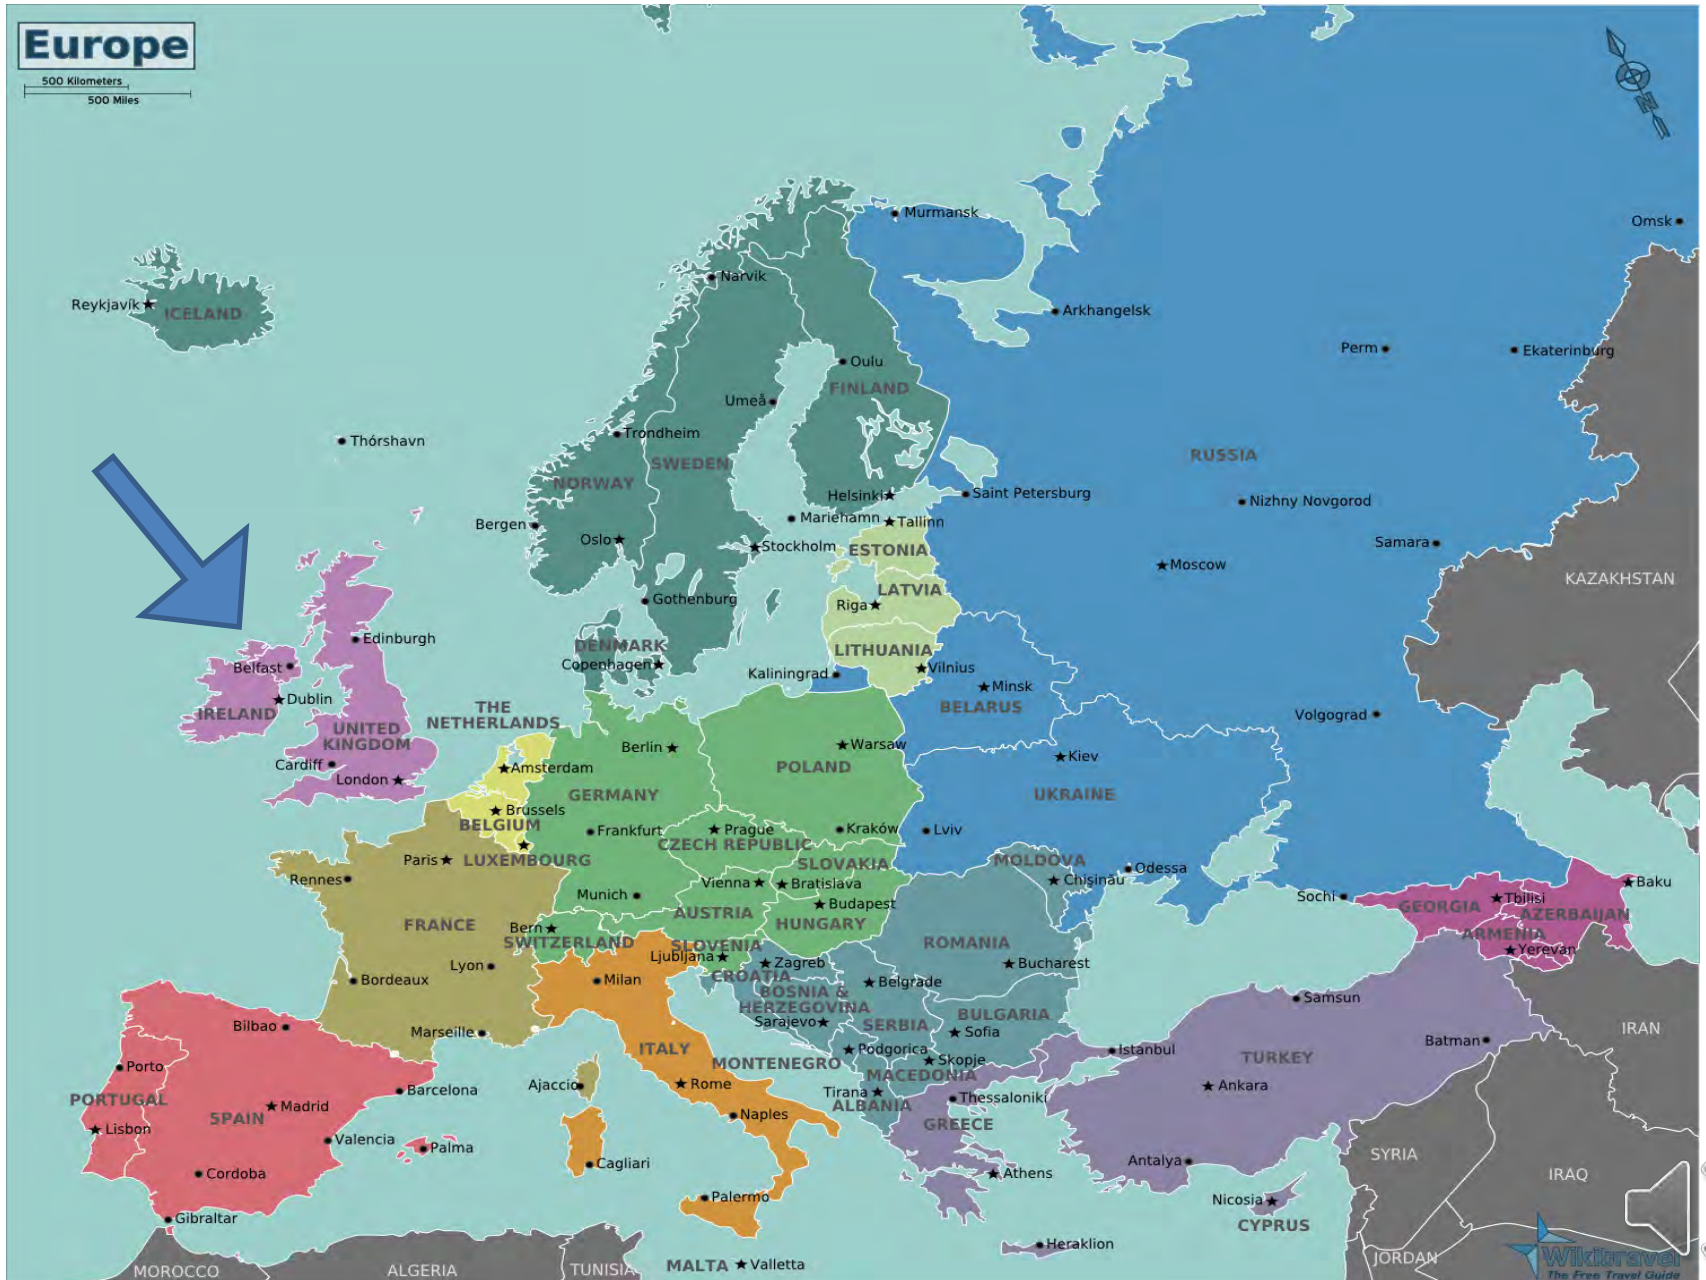 Europe
500 Kilometers
500 Miles
N
Murmansk
Omsk
Narvik
Reykjavík
ICELAND
Arkhangelsk
Perm
Ekaterinburg
Oulu
FINLAND
Umeå
Thórshavn
Trondheim
SWEDEN
RUSSIA
NORWAY
Helsinki
Saint Petersburg
Nizhny Novgorod
Bergen
Mariehamn
Tallinn
Oslo
Stockholm
ESTONIA
Samara
Moscow
KAZAKHSTAN
LATVIA
Gothenburg
Riga
Edinburgh
DENMARK
LITHUANIA
Copenhagen
Belfast
Kaliningrad
Vilnius
Minsk
Dublin
THE
NETHERLANDS
BELARUS
IRELAND
Volgograd
UNITED
KINGDOM
Berlin
Warsaw
Kiev
Cardiff
Amsterdam
POLAND
London
GERMANY
UKRAINE
Brussels
BELGIUM
Frankfurt
Prague
Kraków
Lviv
CZECH REPUBLIC
Paris
LUXEMBOURG
SLOVAKIA
MOLDOVA
Odessa
Rennes
Vienna
Bratislava
Chişinău
Baku
Munich
Budapest
Sochi
Tbilisi
GEORGIA
AZERBAIJAN
FRANCE
AUSTRIA
HUNGARY
Bern
SWITZERLAND
SLOVENIA
ROMANIA
ARMENIA
Yerevan
Ljubljana
Zagreb
Bucharest
Lyon
CROATIA
Bordeaux
Milan
Belgrade
BOSNIA &
HERZEGOVINA
Samsun
Bilbao
Sarajevo
SERBIA
BULGARIA
Marseille
Sofia
IRAN
ITALY
Podgorica
Istanbul
Batman
MONTENEGRO
Skopje
TURKEY
Porto
MACEDONIA
Barcelona
Ajaccio
Rome
Tirana
Ankara
PORTUGAL
Madrid
ALBANIA
Thessaloniki
SPAIN
Naples
GREECE
Lisbon
Valencia
Palma
SYRIA
Cordoba
Cagliari
Athens
Antalya
IRAQ
Palermo
Nicosia
Gibraltar
CYPRUS
Heraklion
MOROCCO
ALGERIA
TUNISIA
MALTA
Valletta
JORDAN
Wikitravel
The Free Travel Guide